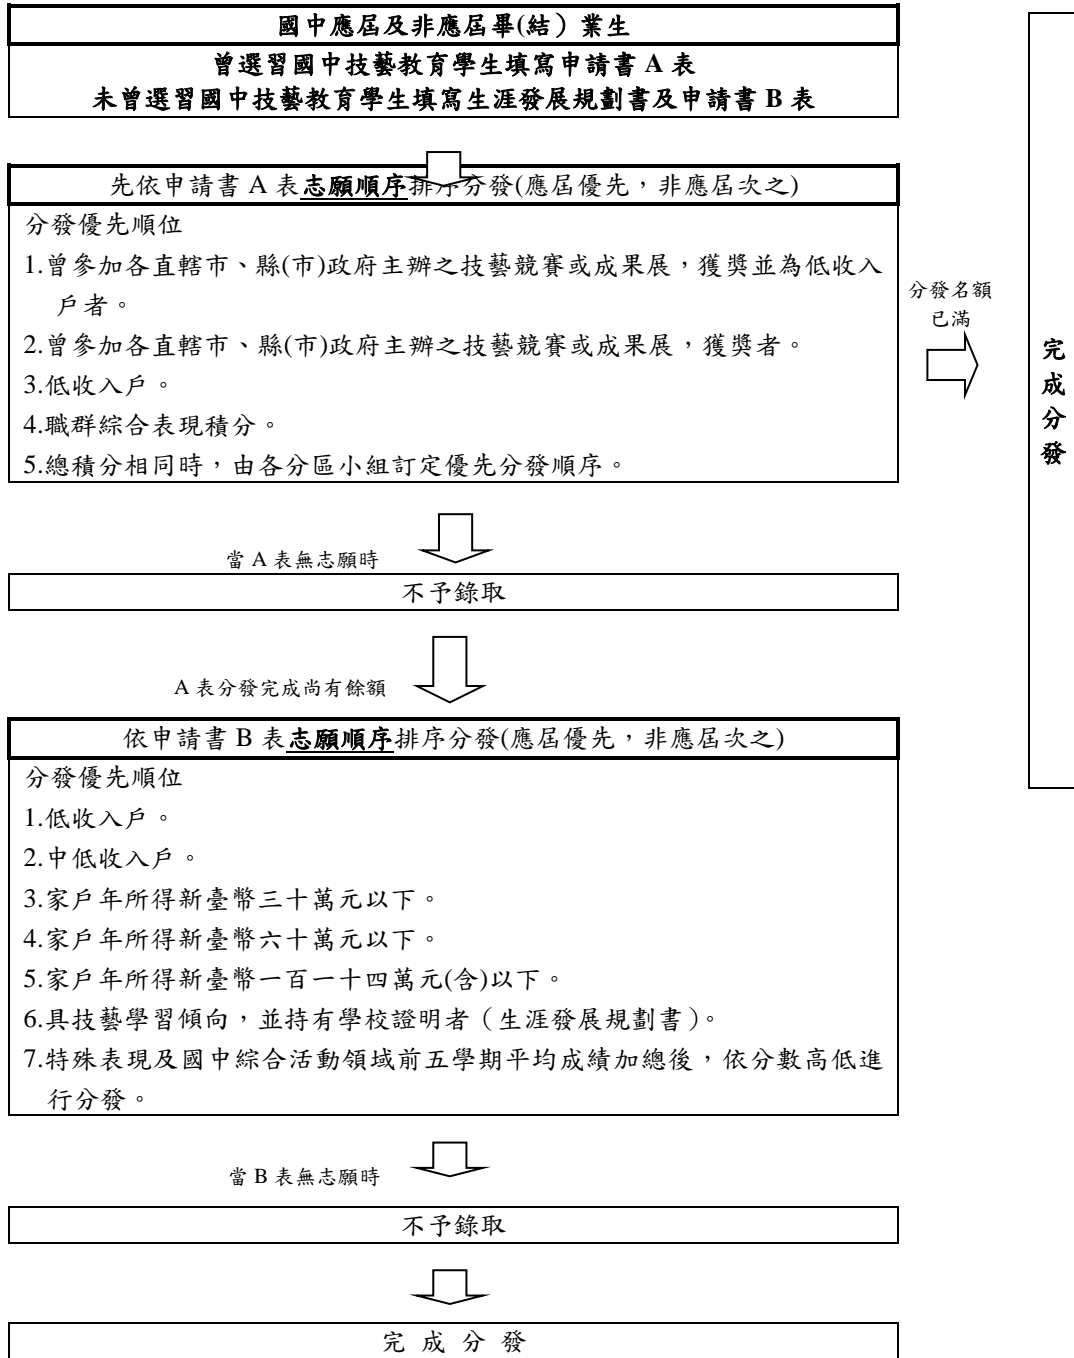 國中應屆及非應屆畢(結）業生
曾選習國中技藝教育學生填寫申請書 A 表
未曾選習國中技藝教育學生填寫生涯發展規劃書及申請書 B 表
先依申請書 A 表志願順序排序分發(應屆優先，非應屆次之)
分發優先順位
1.曾參加各直轄市、縣(市)政府主辦之技藝競賽或成果展，獲獎並為低收入
戶者。
2.曾參加各直轄市、縣(市)政府主辦之技藝競賽或成果展，獲獎者。
3.低收入戶。
4.職群綜合表現積分。
5.總積分相同時，由各分區小組訂定優先分發順序。
分發名額
已滿
完
成
分
發
當 A 表無志願時
不予錄取
A 表分發完成尚有餘額
依申請書 B 表志願順序排序分發(應屆優先，非應屆次之)
分發優先順位
1.低收入戶。
2.中低收入戶。
3.家戶年所得新臺幣三十萬元以下。
4.家戶年所得新臺幣六十萬元以下。
5.家戶年所得新臺幣一百一十四萬元(含)以下。
6.具技藝學習傾向，並持有學校證明者（生涯發展規劃書）。
7.特殊表現及國中綜合活動領域前五學期平均成績加總後，依分數高低進
行分發。
當 B 表無志願時
不予錄取
完 成 分 發